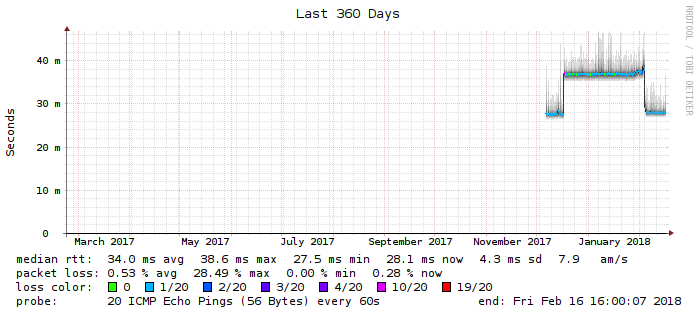 Last 360 Days
RRDTOOL / TOBI OETIKER
Seconds
40 m
30 m
20 m
10 m
0
March 2017 May 2017 July 2017 September 2017 November 2017 January 2018
median rtt: 34.0 ms avg 38.6 ms max 27.5 ms min 28.1 ms now 4.3 ms sd 7.9 am/s
packet loss: 0.53 % avg 28.49 % max 0.00 % min 0.28 % now
loss color: 0 1/20 2/20 3/20 4/20 10/20 19/20
probe: 20 ICMP Echo Pings (56 Bytes) every 60s end: Fri Feb 16 16:00:07 2018